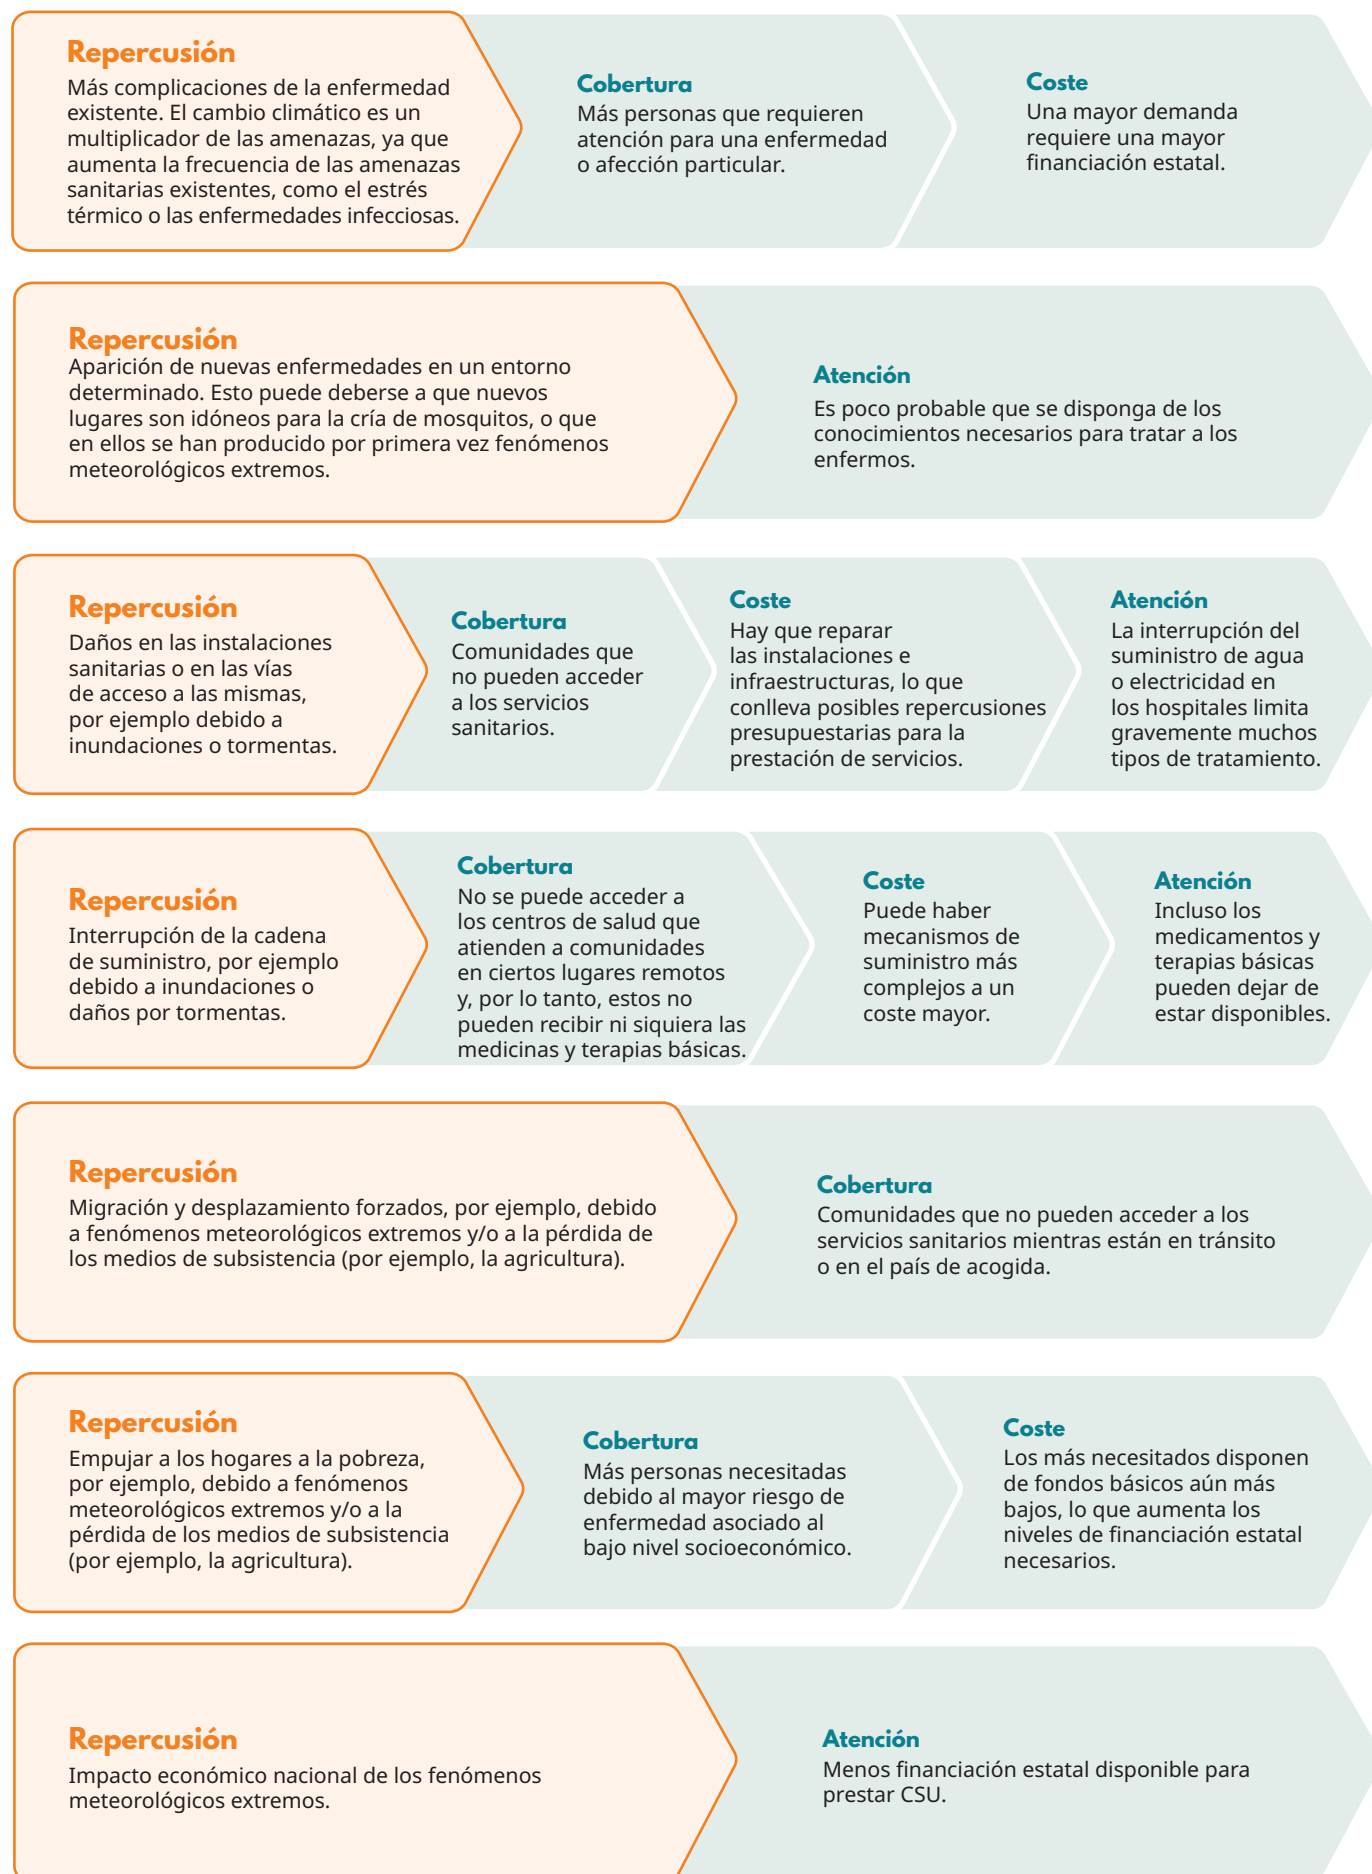 Repercusión
Más complicaciones de la enfermedad
existente. El cambio climático es un
multiplicador de las amenazas, ya que
aumenta la frecuencia de las amenazas
sanitarias existentes, como el estrés
térmico o las enfermedades infecciosas.
Cobertura
Más personas que requieren
atención para una enfermedad
o afección particular.
Coste
Una mayor demanda
requiere una mayor
financiación estatal.
Repercusión
Aparición de nuevas enfermedades en un entorno
determinado. Esto puede deberse a que nuevos
lugares son idóneos para la cría de mosquitos, o que
en ellos se han producido por primera vez fenómenos
meteorológicos extremos.
Atención
Es poco probable que se disponga de los
conocimientos necesarios para tratar a los
enfermos.
Repercusión
Daños en las instalaciones
sanitarias o en las vías
de acceso a las mismas,
por ejemplo debido a
inundaciones o tormentas.
Cobertura
Comunidades que
no pueden acceder
a los servicios
sanitarios.
Coste
Hay que reparar
las instalaciones e
infraestructuras, lo que
conlleva posibles repercusiones
presupuestarias para la
prestación de servicios.
Atención
La interrupción del
suministro de agua
o electricidad en
los hospitales limita
gravemente muchos
tipos de tratamiento.
Repercusión
Interrupción de la cadena
de suministro, por ejemplo
debido a inundaciones o
daños por tormentas.
Cobertura
No se puede acceder a
los centros de salud que
atienden a comunidades
en ciertos lugares remotos
y, por lo tanto, estos no
pueden recibir ni siquiera las
medicinas y terapias básicas.
Coste
Puede haber
mecanismos de
suministro más
complejos a un
coste mayor.
Atención
Incluso los
medicamentos y
terapias básicas
pueden dejar de
estar disponibles.
Repercusión
Migración y desplazamiento forzados, por ejemplo, debido
a fenómenos meteorológicos extremos y/o a la pérdida de
los medios de subsistencia (por ejemplo, la agricultura).
Cobertura
Comunidades que no pueden acceder a los
servicios sanitarios mientras están en tránsito
o en el país de acogida.
Repercusión
Empujar a los hogares a la pobreza,
por ejemplo, debido a fenómenos
meteorológicos extremos y/o a la
pérdida de los medios de subsistencia
(por ejemplo, la agricultura).
Cobertura
Más personas necesitadas
debido al mayor riesgo de
enfermedad asociado al
bajo nivel socioeconómico.
Coste
Los más necesitados disponen
de fondos básicos aún más
bajos, lo que aumenta los
niveles de financiación estatal
necesarios.
Repercusión
Impacto económico nacional de los fenómenos
meteorológicos extremos.
Atención
Menos financiación estatal disponible para
prestar CSU.